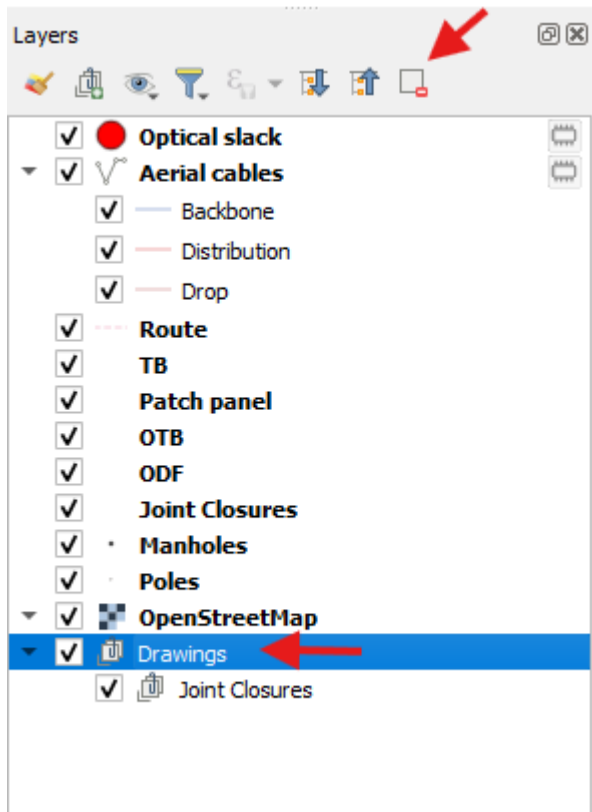 Layers
Optical slack
Aerial cables
Backbone
Distribution
Drop
Route
TB
Patch panel
OTB
ODF
Joint Closures
Manholes
Poles
OpenStreetMap
Drawings
Joint Closures